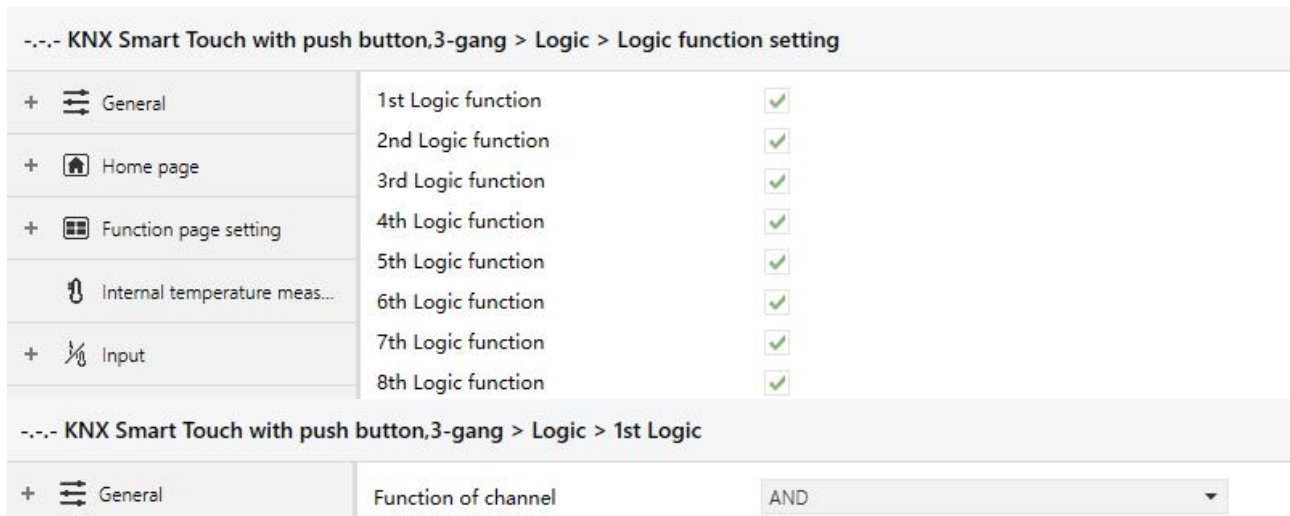 -.-.- KNX Smart Touch with push button,3-gang > Logic > Logic function setting
+ General
1st Logic function
2nd Logic function
+ Home page
3rd Logic function
+ Function page setting
4th Logic function
5th Logic function
Internal temperature meas...
6th Logic function
+ Input
7th Logic function
8th Logic function
-.-.- KNX Smart Touch with push button,3-gang > Logic > 1st Logic
+ General
Function of channel AND